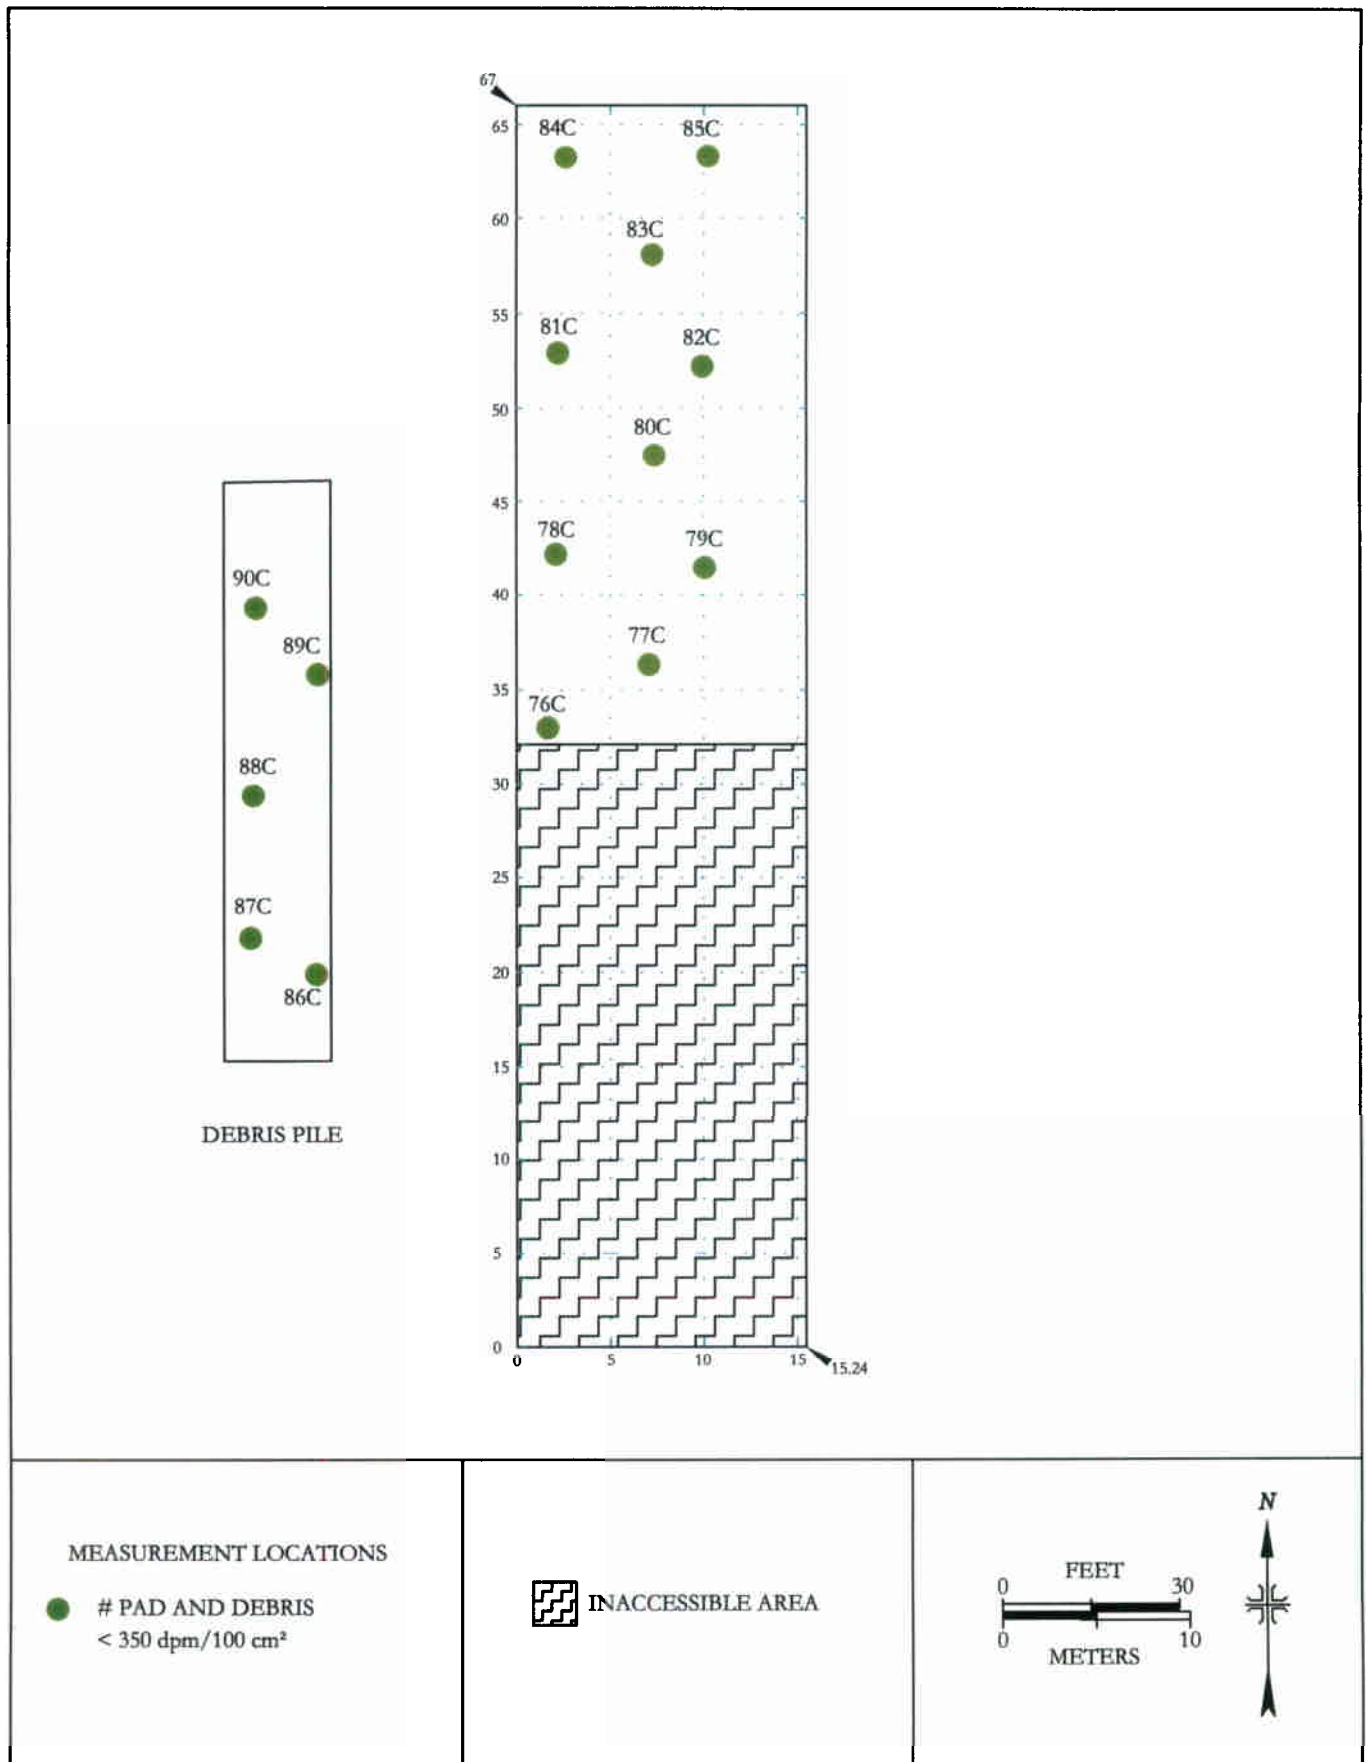 67
65
84C
85C
60
83C
55
81C
82C
50
80C
45
78C
79C
40
77C
35
76C
30
25
20
15
10
5
0
0 5 10 15
15.24
90C
89C
88C
87C
86C
DEBRIS PILE
MEASUREMENT LOCATIONS
# PAD AND DEBRIS
< 350 dpm/100 cm²
INACCESSIBLE AREA
FEET
0 30
0 10
METERS
N